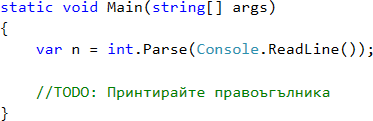 static void Main(string[] args)
{
    var n = int.Parse(Console.ReadLine());

    //TODO: Принтирайте правоъгълника
}